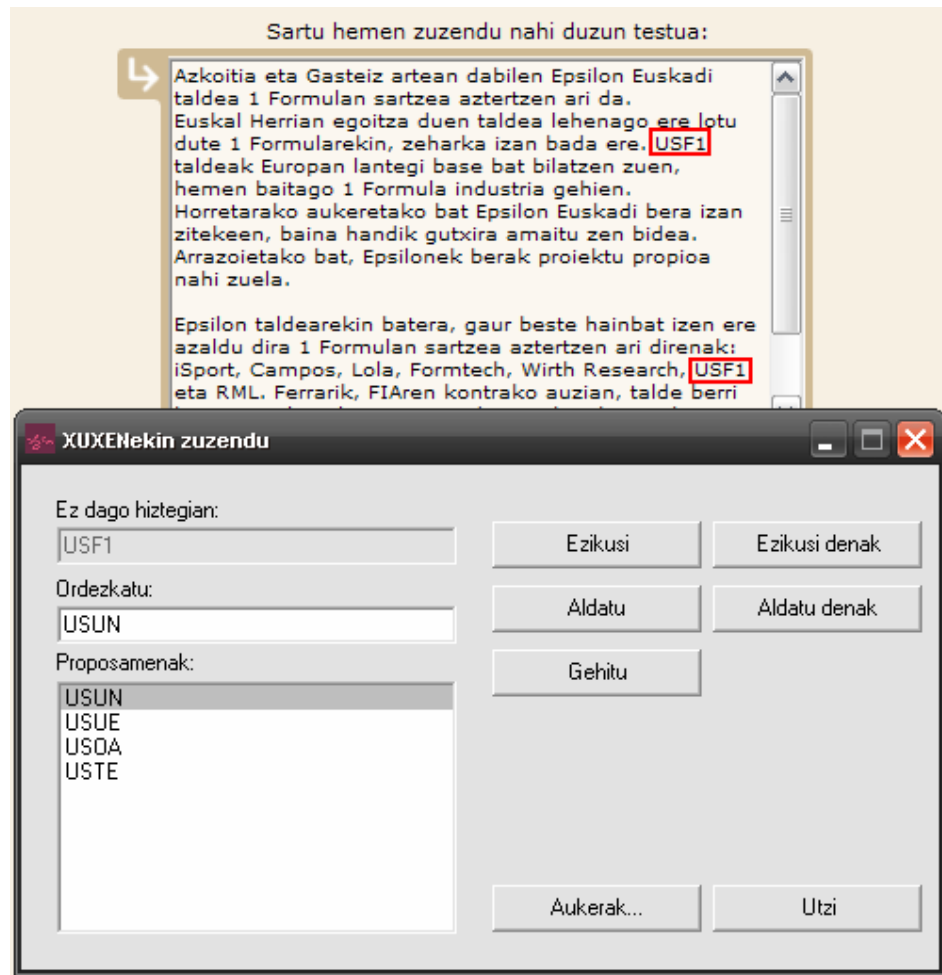 Sartu hemen zuzendu nahi duzun testua:
Azkoitia eta Gasteiz artean dabilen Epsilon Euskadi
taldea 1 Formulan sartzea aztertzen ari da.
Euskal Herrian egoitza duen taldea lehenago ere lotu
dute 1 Formularekin, zeharka izan bada ere. USF1
taldeak Europan lantegi base bat bilatzen zuen,
hemen baitago 1 Formula industria gehien.
Horretarako aukeretako bat Epsilon Euskadi bera izan
zitekeen, baina handik gutxira amaitu zen bidea.
Arrazoietako bat, Epsilonek berak proiektu propioa
nahi zuela.
Epsilon taldearekin batera, gaur beste hainbat izen ere
azaldu dira 1 Formulan sartzea aztertzen ari direnak:
iSport, Campos, Lola, Formtech, Wirth Research, USF1
eta RML. Ferrarik, FIAren kontrako auzian, talde berri
XUXENekin zuzendu
Ez dago hiztegian:
USF1
Ezikusi
Ezikusi denak
Ordezkatu:
USUN
Aldatu
Aldatu denak
Proposamenak:
Gehitu
USUN
USUE
USOA
USTE
Aukerak...
Utzi